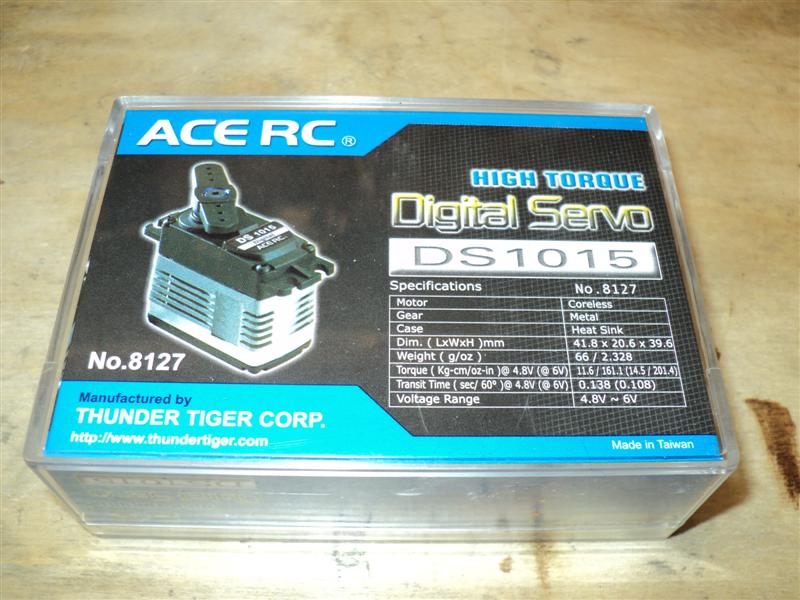 ACE RC ®
HIGH TORQUE
Digital Servo
DS1015
DS 1015
ACE RC
No.8127
Specifications No.8127
Motor Coreless
Gear Metal
Case Heat Sink
Dim. ( LxWxH )mm 41.8 x 20.6 x 39.6
Weight ( g/oz ) 66 / 2.328
Torque ( Kg-cm/oz-in )@ 4.8V (@ 6V) 11.6 / 161.1 (14.5 / 201.4)
Transit Time ( sec/ 60° )@ 4.8V (@ 6V) 0.138 (0.108)
Voltage Range 4.8V ~ 6V
Manufactured by
THUNDER TIGER CORP.
http://www.thundertiger.com
Made in Taiwan